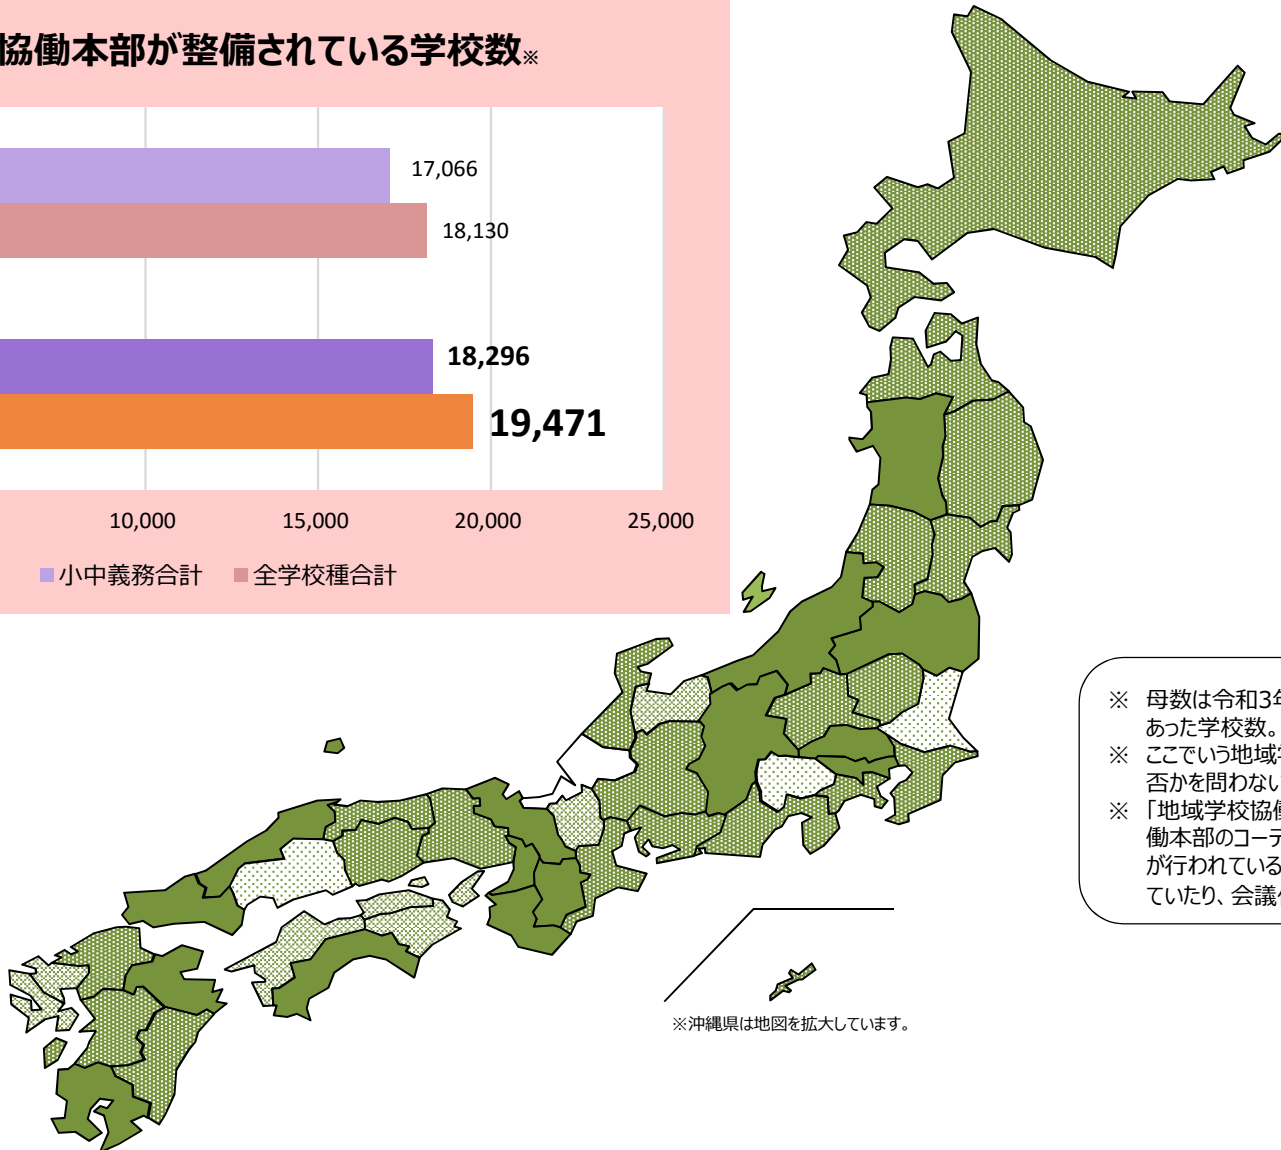 協働本部が整備されている学校数※
17,066
18,130
18,296
19,471
10,000 15,000 20,000 25,000
小中義務合計 全学校種合計
※ 母数は令和3年
あった学校数。
※ ここでいう地域学
否かを問わない
※ 「地域学校協働
働本部のコーデ
が行われている
ていたり、会議化
※沖縄県は地図を拡大しています。